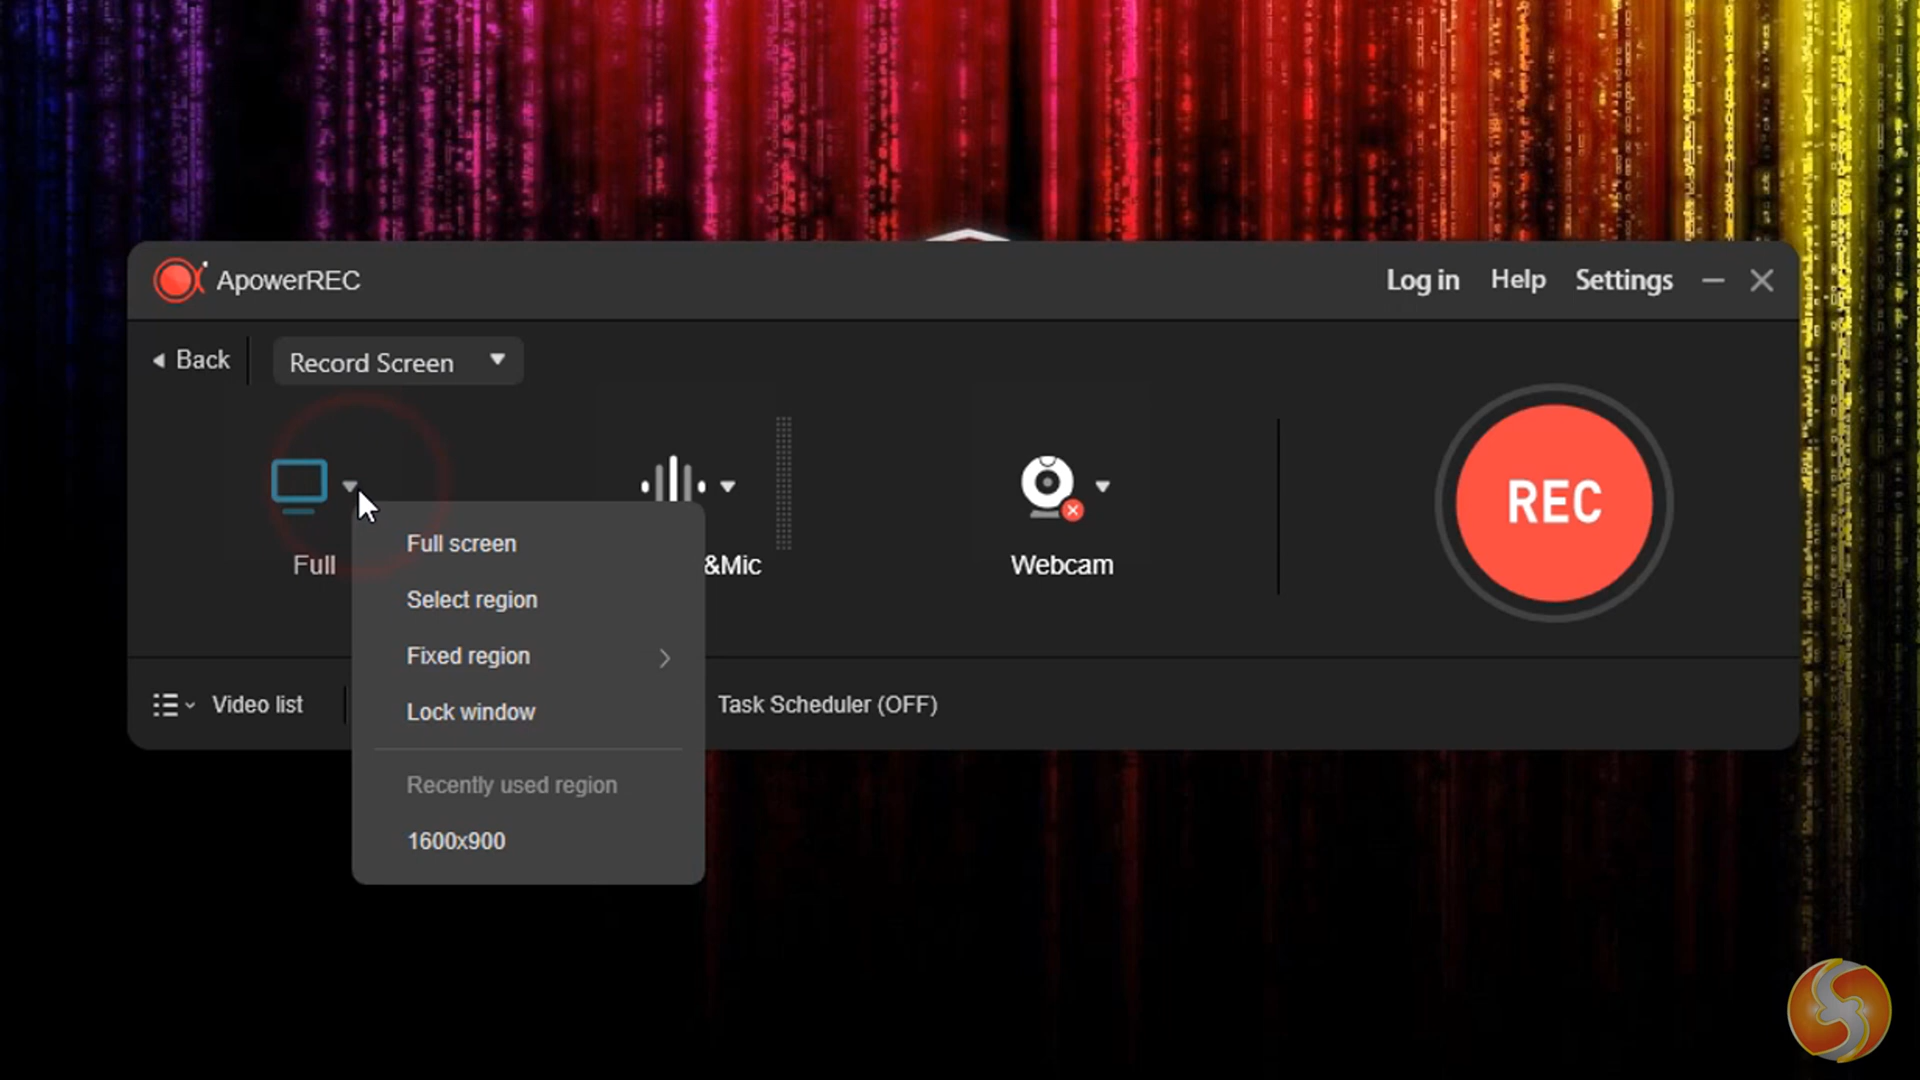 ApowerREC
Log in
Help
Settings
Back
Record Screen
REC
Full
&Mic
Webcam
Full screen
Select region
Fixed region
Lock window
Recently used region
1600x900
Video list
Task Scheduler (OFF)